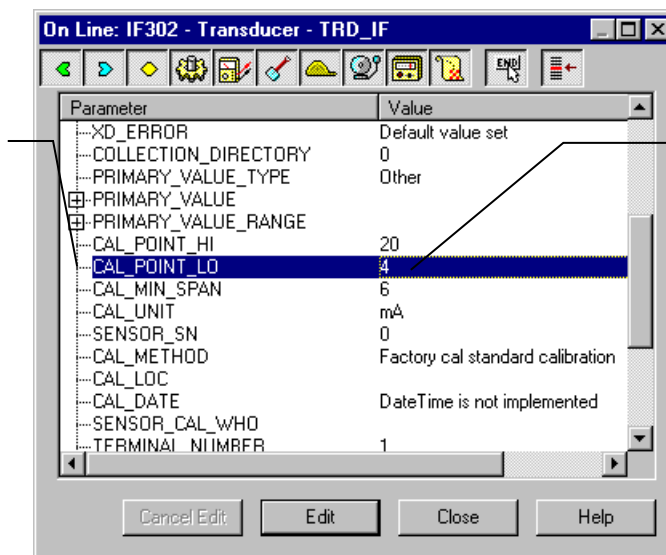 On Line: IF302 - Transducer - TRD_IF
END
Parameter Value
XD_ERROR Default value set
COLLECTION_DIRECTORY 0
PRIMARY_VALUE_TYPE Other
PRIMARY_VALUE
PRIMARY_VALUE_RANGE
CAL_POINT_HI 20
CAL_POINT_LO 4
CAL_MIN_SPAN 6
CAL_UNIT mA
SENSOR_SN 0
CAL_METHOD Factory cal standard calibration
CAL_LOC
CAL_DATE DateTime is not implemented
SENSOR_CAL_WHO
TERMINAL_NUMBER 1
Cancel Edit Edit Close Help